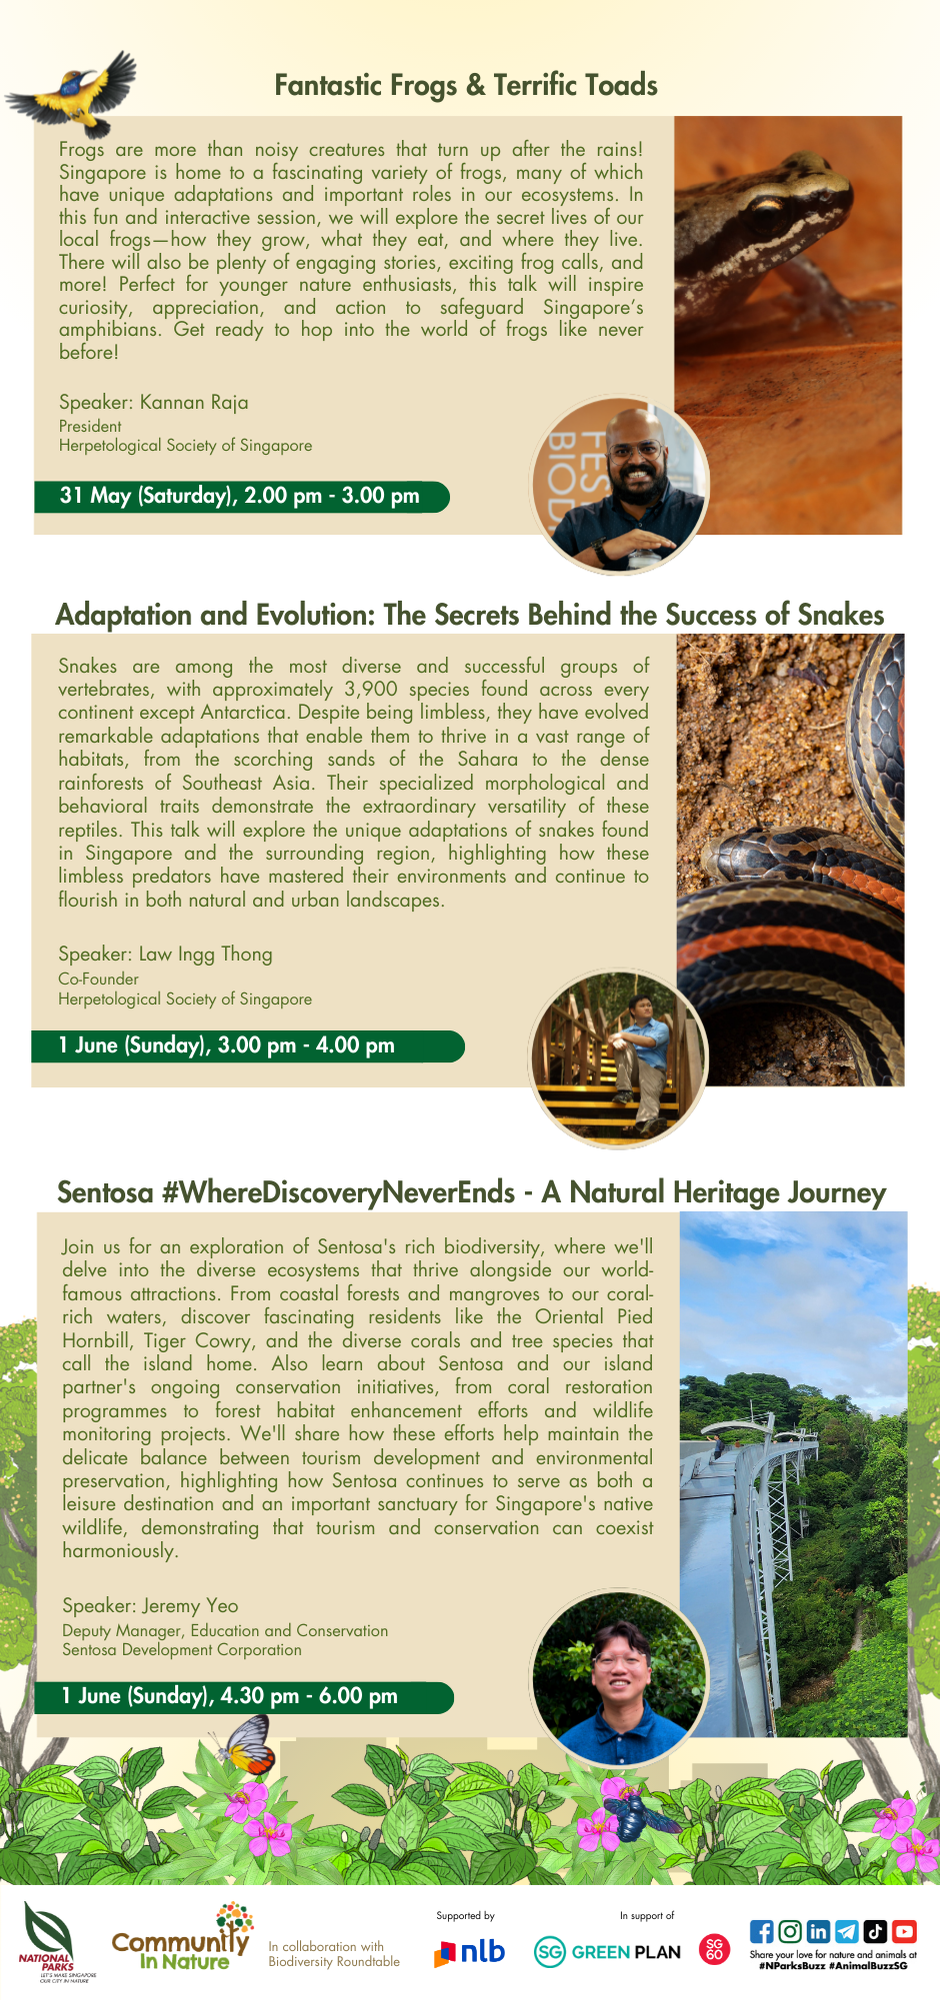 Fantastic Frogs & Terrific Toads
Frogs are more than noisy creatures that turn up after the rains!
Singapore is home to a fascinating variety of frogs, many of which
have unique adaptations and important roles in our ecosystems. In
this fun and interactive session, we will explore the secret lives of our
local frogs—how they grow, what they eat, and where they live.
There will also be plenty of engaging stories, exciting frog calls, and
more! Perfect for younger nature enthusiasts, this talk will inspire
curiosity, appreciation, and action to safeguard Singapore’s
amphibians. Get ready to hop into the world of frogs like never
before!
Speaker: Kannan Raja
President
Herpetological Society of Singapore
FES
BIOD
31 May (Saturday), 2.00 pm - 3.00 pm
Adaptation and Evolution: The Secrets Behind the Success of Snakes
Snakes are among the most diverse and successful groups of
vertebrates, with approximately 3,900 species found across every
continent except Antarctica. Despite being limbless, they have evolved
remarkable adaptations that enable them to thrive in a vast range of
habitats, from the scorching sands of the Sahara to the dense
rainforests of Southeast Asia. Their specialized morphological and
behavioral traits demonstrate the extraordinary versatility of these
reptiles. This talk will explore the unique adaptations of snakes found
in Singapore and the surrounding region, highlighting how these
limbless predators have mastered their environments and continue to
flourish in both natural and urban landscapes.
Speaker: Law Ingg Thong
Co-Founder
Herpetological Society of Singapore
1 June (Sunday), 3.00 pm - 4.00 pm
Sentosa #WhereDiscoveryNeverEnds - A Natural Heritage Journey
Join us for an exploration of Sentosa's rich biodiversity, where we'll
delve into the diverse ecosystems that thrive alongside our world-
famous attractions. From coastal forests and mangroves to our coral-
rich waters, discover fascinating residents like the Oriental Pied
Hornbill, Tiger Cowry, and the diverse corals and tree species that
call the island home. Also learn about Sentosa and our island
partner's ongoing conservation initiatives, from coral restoration
programmes to forest habitat enhancement efforts and wildlife
monitoring projects. We'll share how these efforts help maintain the
delicate balance between tourism development and environmental
preservation, highlighting how Sentosa continues to serve as both a
leisure destination and an important sanctuary for Singapore's native
wildlife, demonstrating that tourism and conservation can coexist
harmoniously.
Speaker: Jeremy Yeo
Deputy Manager, Education and Conservation
Sentosa Development Corporation
1 June (Sunday), 4.30 pm - 6.00 pm
NATIONAL
PARKS
LET'S MAKE SINGAPORE
OUR CITY IN NATURE
Community
In Nature
In collaboration with
Biodiversity Roundtable
Supported by
nlb
In support of
SG GREEN PLAN
SG
60
Share your love for nature and animals at
#NParksBuzz #AnimalBuzzSG